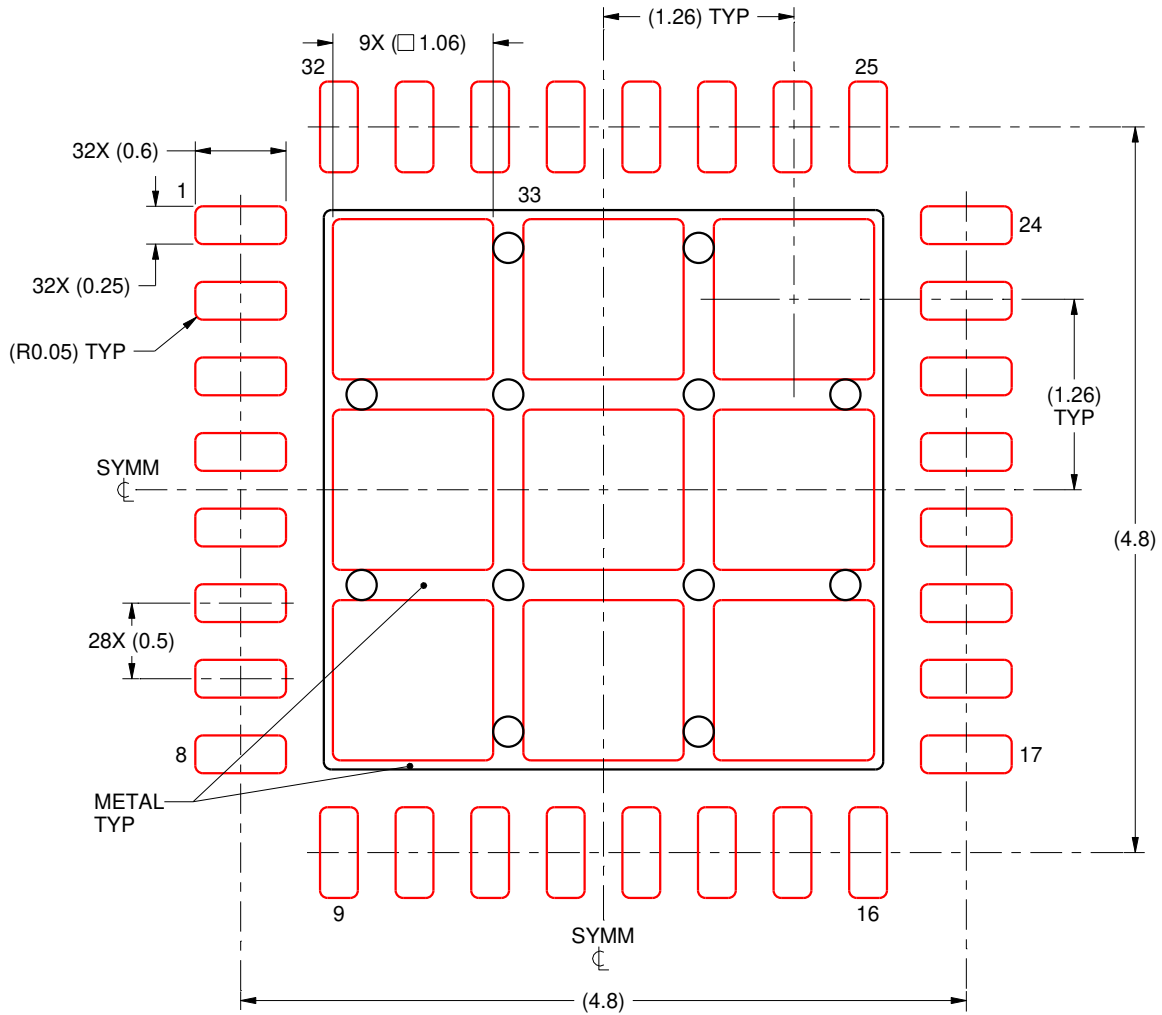 (1.26) TYP
9X (□ 1.06)
32
25
32X (0.6)
1
33
24
32X (0.25)
(R0.05) TYP
(1.26)
TYP
SYMM
℄
(4.8)
28X (0.5)
8
17
METAL
TYP
9
16
SYMM
℄
(4.8)